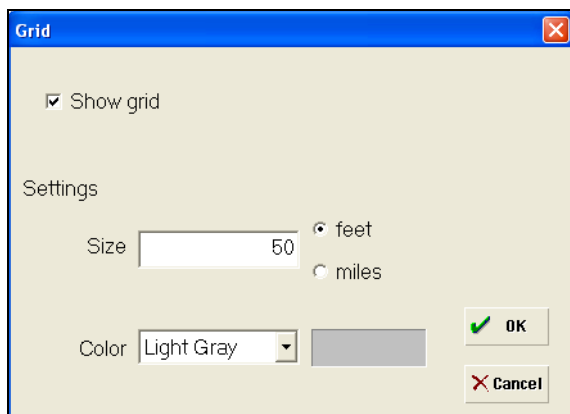 Grid
Show grid
Settings
Size 50 feet
miles
Color Light Gray
OK
Cancel